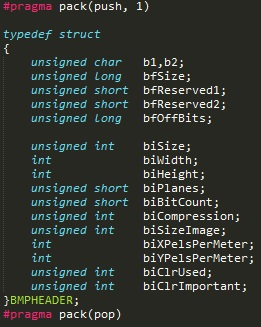 #pragma pack(push, 1)
typedef struct
{
unsigned char b1,b2;
unsigned long bfSize;
unsigned short bfReserved1;
unsigned short bfReserved2;
unsigned long bfOffBits;
unsigned int biSize;
int biWidth;
int biHeight;
unsigned short biPlanes;
unsigned short biBitCount;
unsigned int biCompression;
unsigned int biSizeImage;
int biXPelsPerMeter;
int biYPelsPerMeter;
unsigned int biClrUsed;
unsigned int biClrImportant;
}BMPHEADER;
#pragma pack(pop)